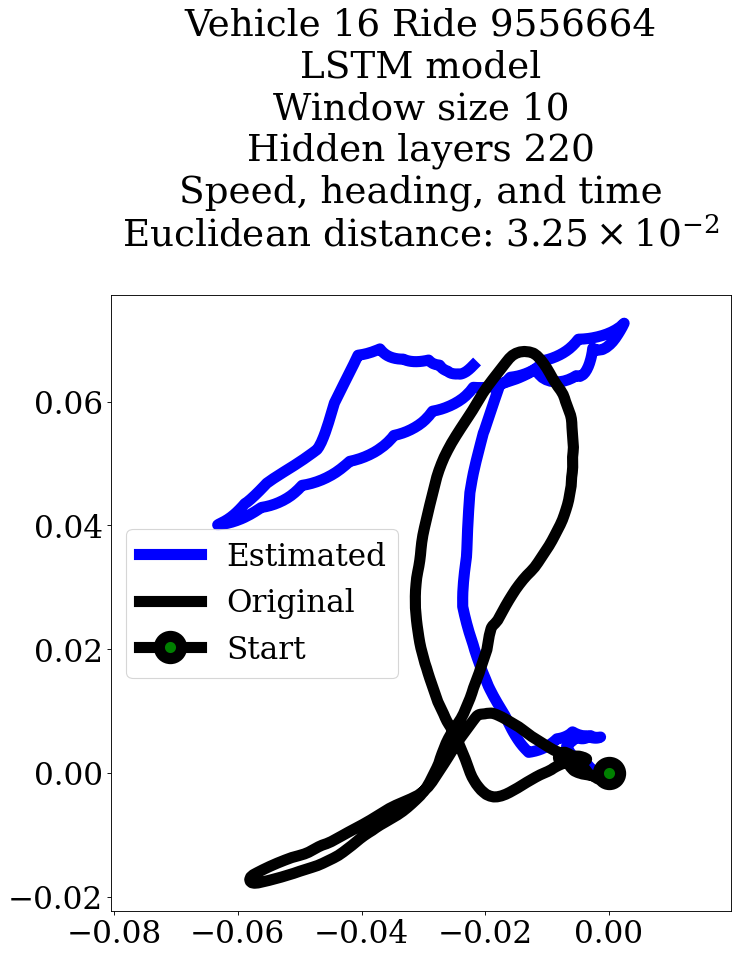 Vehicle 16 Ride 9556664
LSTM model
Window size 10
Hidden layers 220
Speed, heading, and time
Euclidean distance: 3.25 × 10⁻²
0.06
0.04
0.02
0.00
−0.02
Estimated
Original
Start
−0.08 −0.06 −0.04 −0.02 0.00